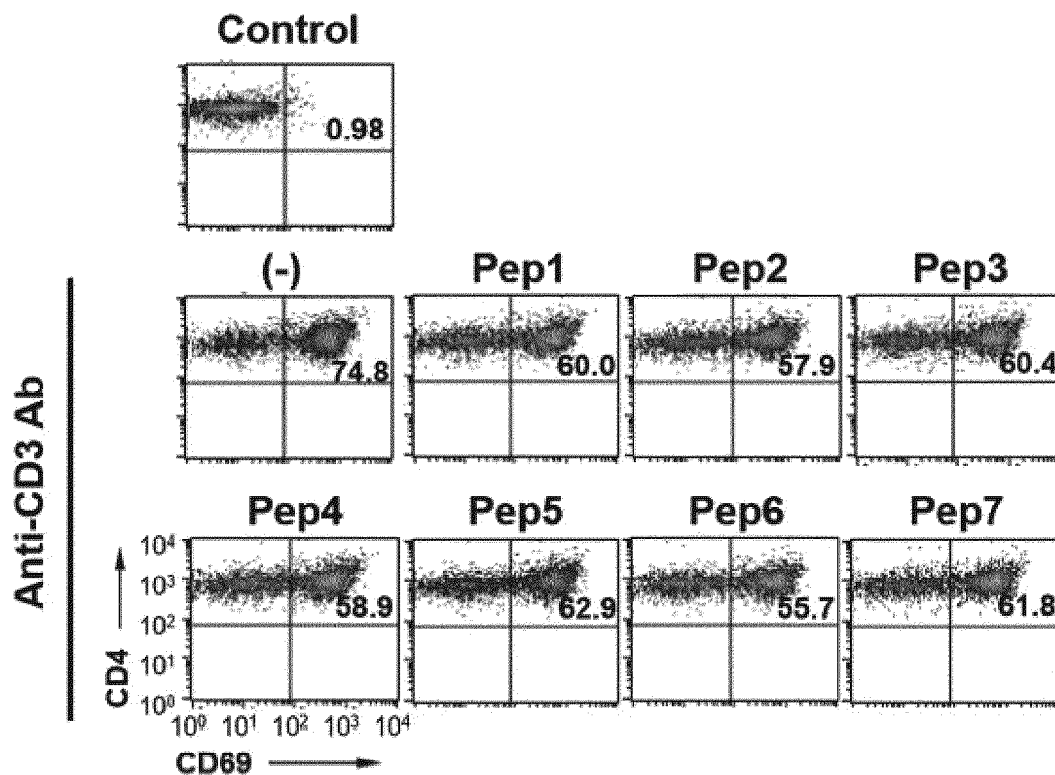 Control
0.98
(-) Pep1 Pep2 Pep3
74.8 60.0 57.9 60.4
Anti-CD3 Ab
Pep4 Pep5 Pep6 Pep7
10⁴
10³
10²
10¹
10⁰
CD4
58.9 62.9 55.7 61.8
10⁰ 10¹ 10² 10³ 10⁴
CD69